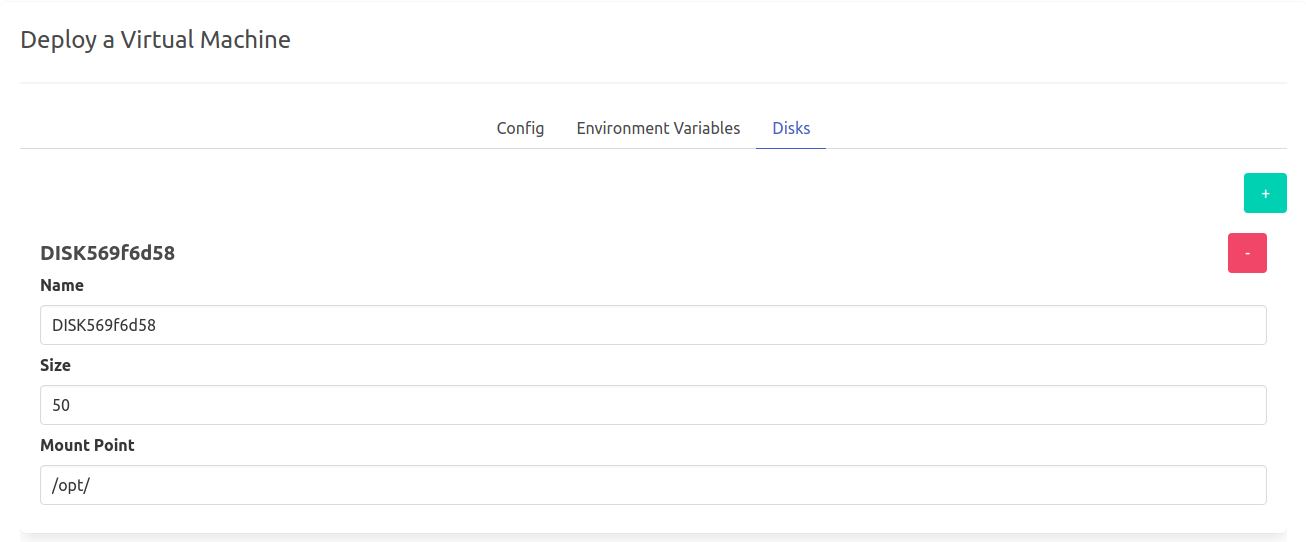 Deploy a Virtual Machine
Config Environment Variables Disks
+
DISK569f6d58 -
Name
DISK569f6d58
Size
50
Mount Point
/opt/